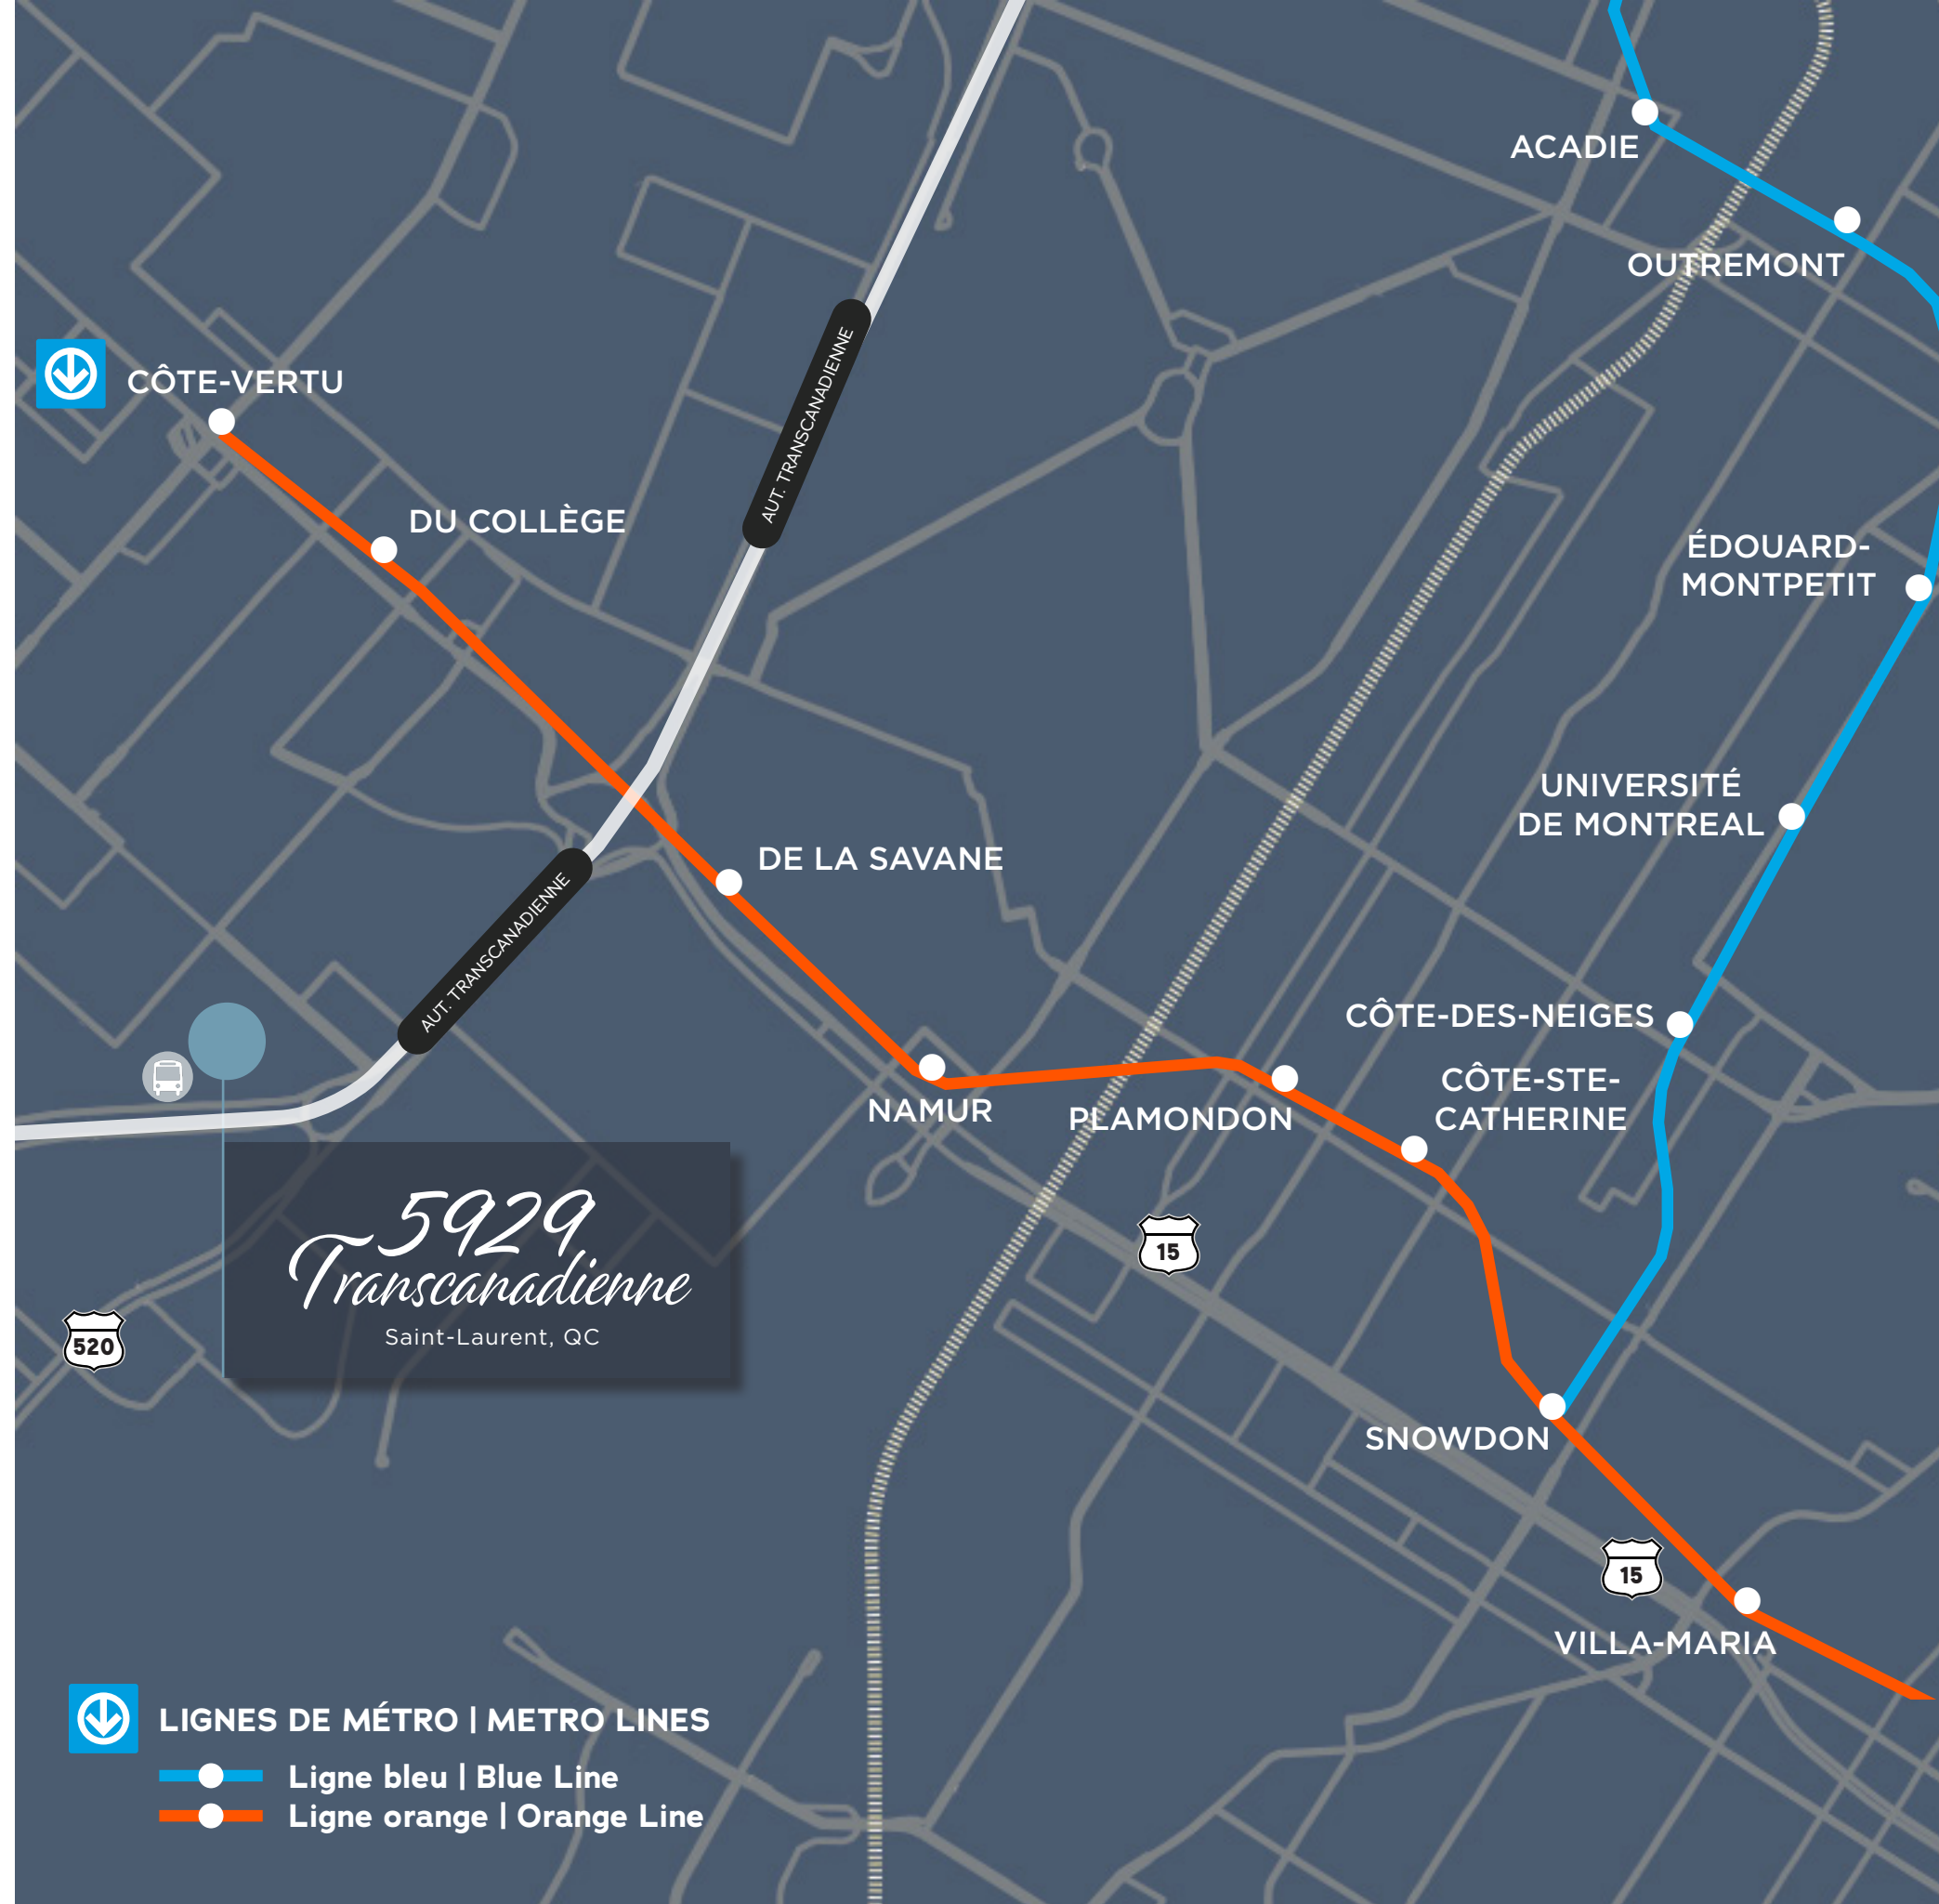 ACADIE
OUTREMONT
AUT. TRANSCANADIENNE
CÔTE-VERTU
DU COLLÈGE
ÉDOUARD-
MONTPETIT
UNIVERSITÉ
DE MONTREAL
DE LA SAVANE
AUT. TRANSCANADIENNE
CÔTE-DES-NEIGES
CÔTE-STE-
CATHERINE
NAMUR
PLAMONDON
5929
Transcanadienne
Saint-Laurent, QC
15
520
SNOWDON
15
VILLA-MARIA
LIGNES DE MÉTRO | METRO LINES
Ligne bleu | Blue Line
Ligne orange | Orange Line